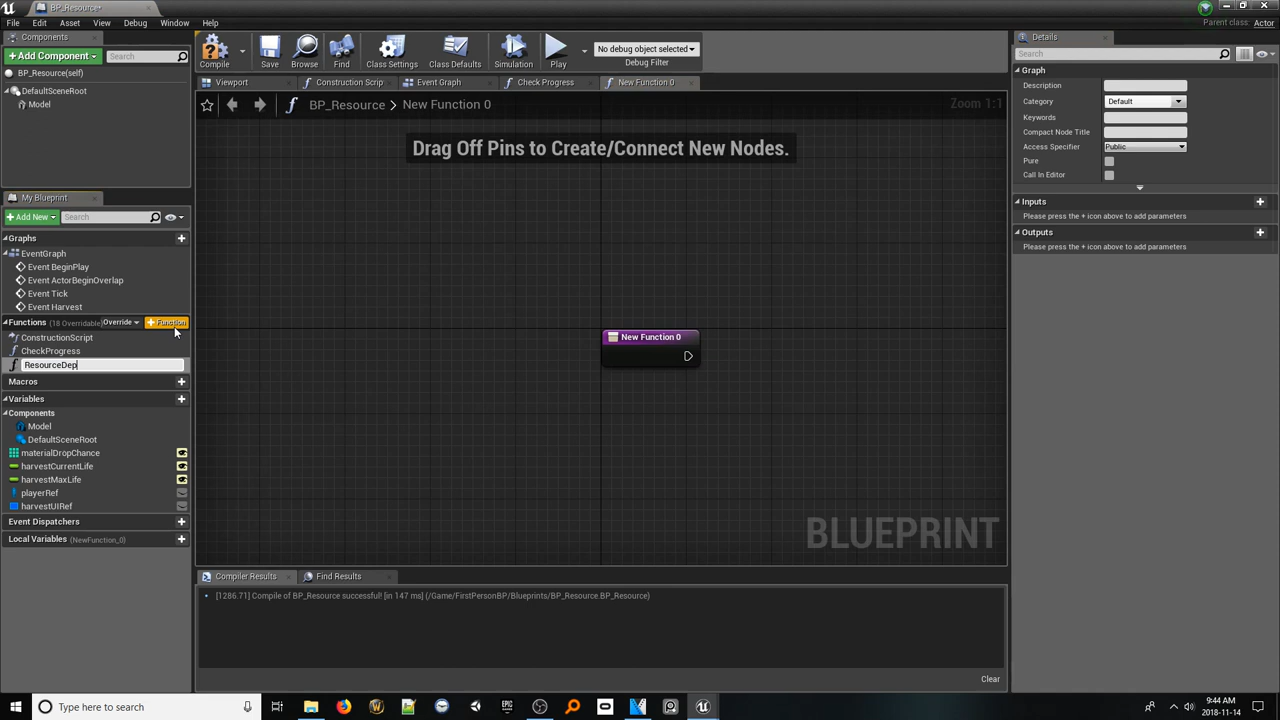 BP_Resource*
File Edit Asset View Debug Window Help
Parent class: Actor
Components
+ Add Component
Search
BP_Resource(self)
DefaultSceneRoot
Model
Compile
Save
Browse
Find
Class Settings
Class Defaults
Simulation
Play
No debug object selected
Debug Filter
Viewport
Construction Scrip
Event Graph
Check Progress
New Function 0
BP_Resource > New Function 0
Zoom 1:1
Drag Off Pins to Create/Connect New Nodes.
New Function 0
BLUEPRINT
My Blueprint
+ Add New
Search
Graphs
EventGraph
Event BeginPlay
Event ActorBeginOverlap
Event Tick
Event Harvest
Functions (18 Overridable) Override + Function
ConstructionScript
CheckProgress
ResourceDep
Macros
Variables
Components
Model
DefaultSceneRoot
materialDropChance
harvestCurrentLife
harvestMaxLife
playerRef
harvestUIRef
Event Dispatchers
Local Variables (NewFunction_0)
Compiler Results
Find Results
[1286.71] Compile of BP_Resource successful! [in 147 ms] (/Game/FirstPersonBP/Blueprints/BP_Resource.BP_Resource)
Clear
Details
Search
Graph
Description
Category Default
Keywords
Compact Node Title
Access Specifier Public
Pure
Call In Editor
Inputs
Please press the + icon above to add parameters
Outputs
Please press the + icon above to add parameters
Type here to search
9:44 AM
2018-11-14